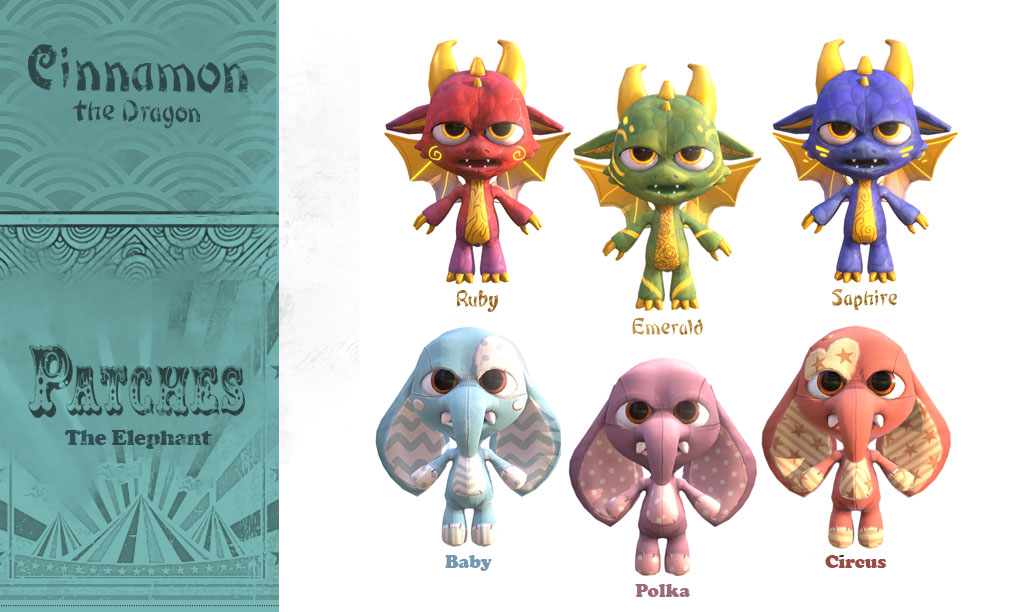 Cinnamon
the Dragon
Ruby
Emerald
Saphire
Patches
The Elephant
Baby
Polka
Circus